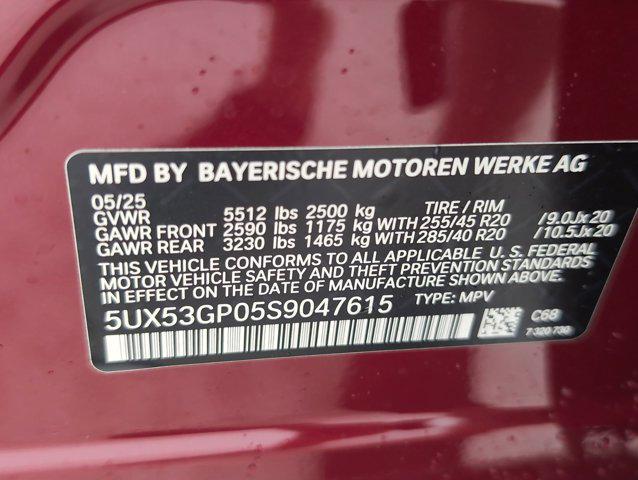 MFD BY BAYERISCHE MOTOREN WERKE AG
05/25 TIRE / RIM
GVWR 5512 lbs 2500 kg
GAWR FRONT 2590 lbs 1175 kg WITH 255/45 R20 /9.0Jx20
GAWR REAR 3230 lbs 1465 kg WITH 285/40 R20 /10.5Jx20
THIS VEHICLE CONFORMS TO ALL APPLICABLE U. S. FEDERAL
MOTOR VEHICLE SAFETY AND THEFT PREVENTION STANDARDS
IN EFFECT ON THE DATE OF MANUFACTURE SHOWN ABOVE.
5UX53GP05S9047615 TYPE: MPV
C68
7 320 730